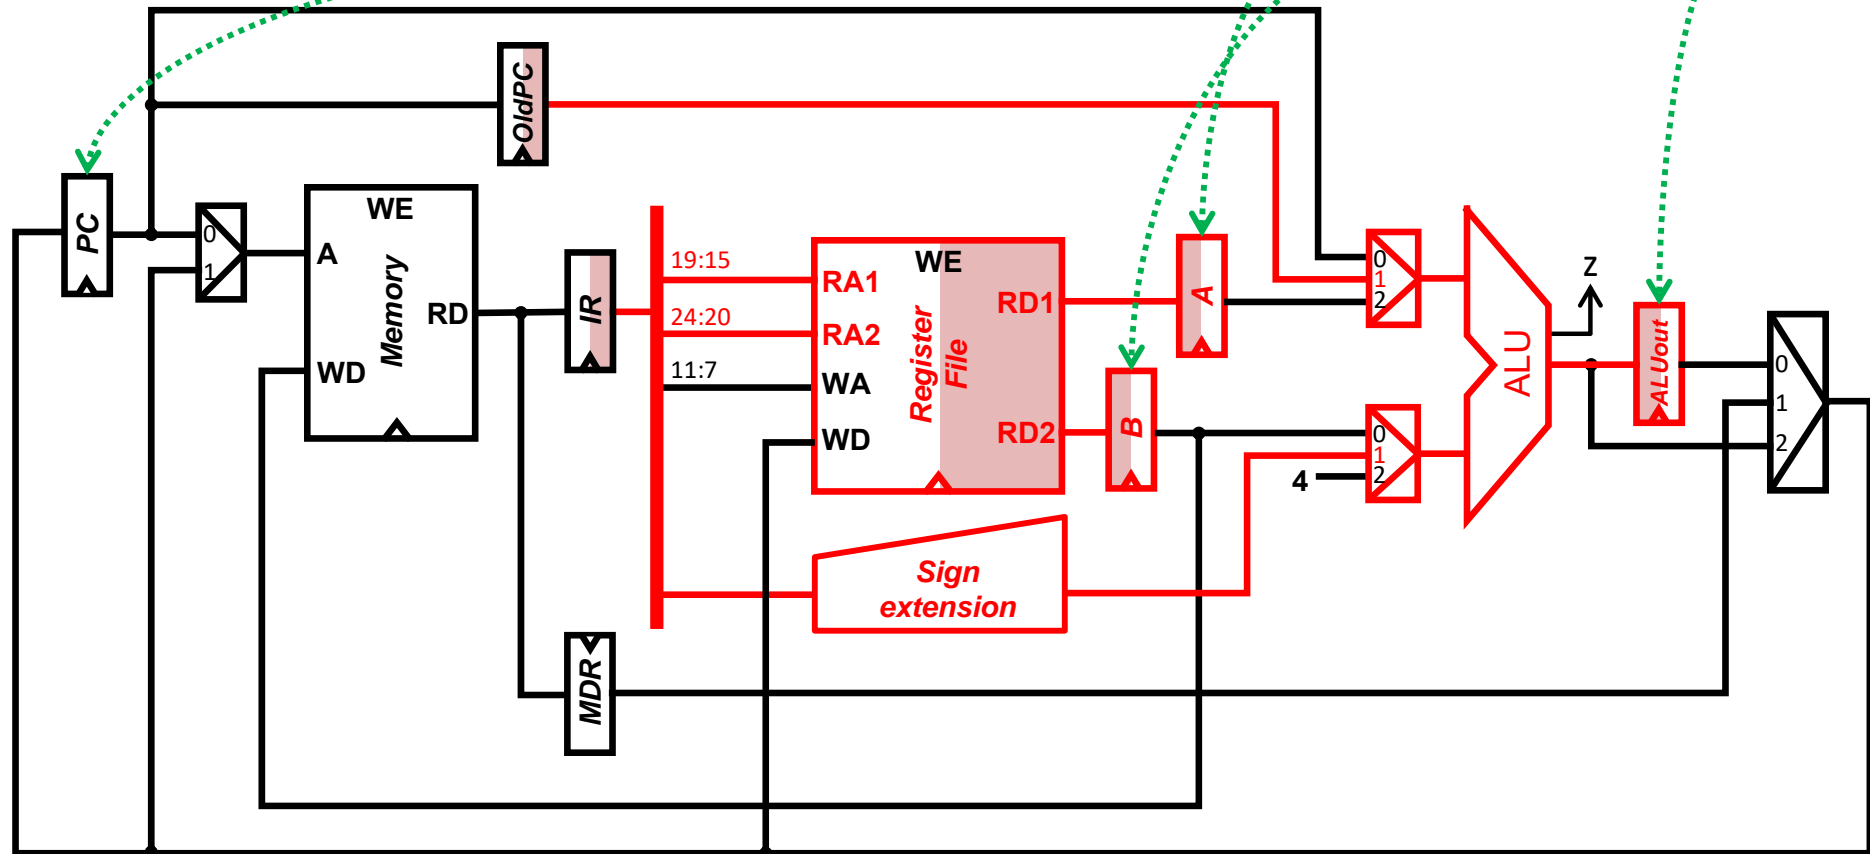 OldPC
PC
0
1
WE
A
Memory
RD
WD
IR
19:15
24:20
11:7
WE
RA1
RA2
WA
WD
Register
File
RD1
RD2
A
B
0
1
2
0
1
2
4
ALU
Z
ALUout
0
1
2
Sign
extension
MDR